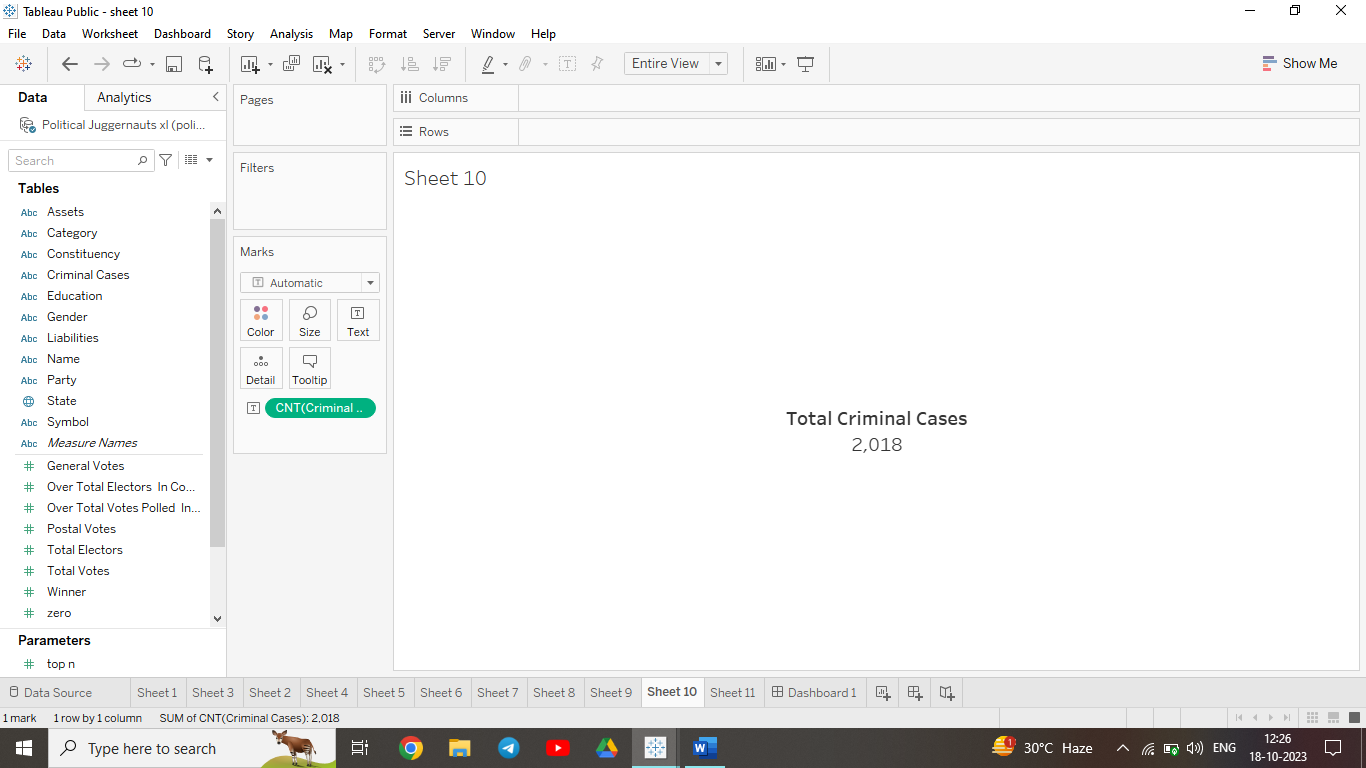 Tableau Public - sheet 10
File Data Worksheet Dashboard Story Analysis Map Format Server Window Help
Entire View
Show Me
Data Analytics
Political Juggernauts xl (poli...
Search
Tables
Abc Assets
Abc Category
Abc Constituency
Abc Criminal Cases
Abc Education
Abc Gender
Abc Liabilities
Abc Name
Abc Party
State
Abc Symbol
Abc Measure Names
# General Votes
# Over Total Electors In Co...
# Over Total Votes Polled In...
# Postal Votes
# Total Electors
# Total Votes
# Winner
# zero
Parameters
# top n
Pages
Filters
Marks
T Automatic
Color Size Text
Detail Tooltip
T CNT(Criminal ..
Columns
Rows
Sheet 10
Total Criminal Cases
2,018
Data Source Sheet 1 Sheet 3 Sheet 2 Sheet 4 Sheet 5 Sheet 6 Sheet 7 Sheet 8 Sheet 9 Sheet 10 Sheet 11 Dashboard 1
1 mark 1 row by 1 column SUM of CNT(Criminal Cases): 2,018
Type here to search
1 30°C Haze ENG 12:26
18-10-2023